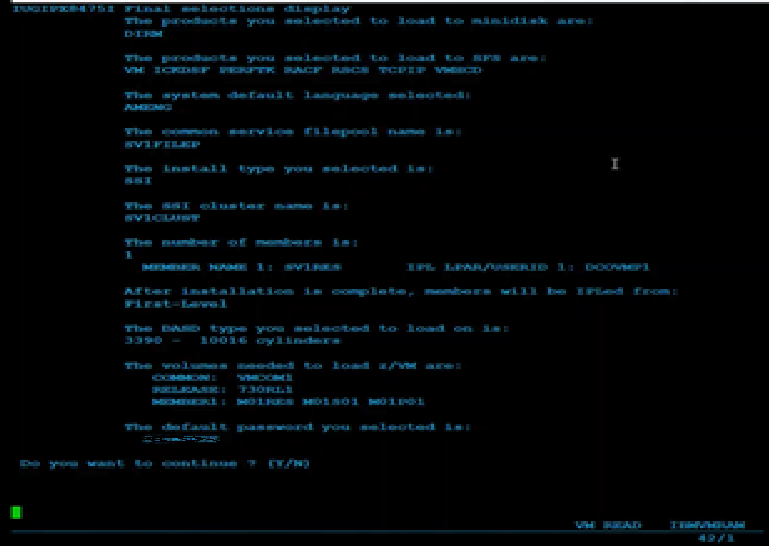 IUGIPX8475I Final selections display
The products you selected to load to minidisk are:
DIRM
The products you selected to load to SFS are:
VM ICKDSF PERFTK RACF RSCS TCPIP VMHCD
The system default language selected:
AMENG
The common service filepool name is:
SV1FILEP
The install type you selected is:
SSI
The SSI cluster name is:
SV1CLUST
The number of members is:
1
MEMBER NAME 1: SV1RES IPL LPAR/USERID 1:
After installation is complete, members will be IPLed from:
First-Level
The DASD type you selected to load on is:
3390 - 10016 cylinders
The volumes needed to load z/VM are:
COMMON: VMCOM1
RELEASE: 730RL1
MEMBER1: M01RES M01S01 M01P01
The default password you selected is:
Do you want to continue ? (Y/N)
VM READ IBMVMRAM
42/1